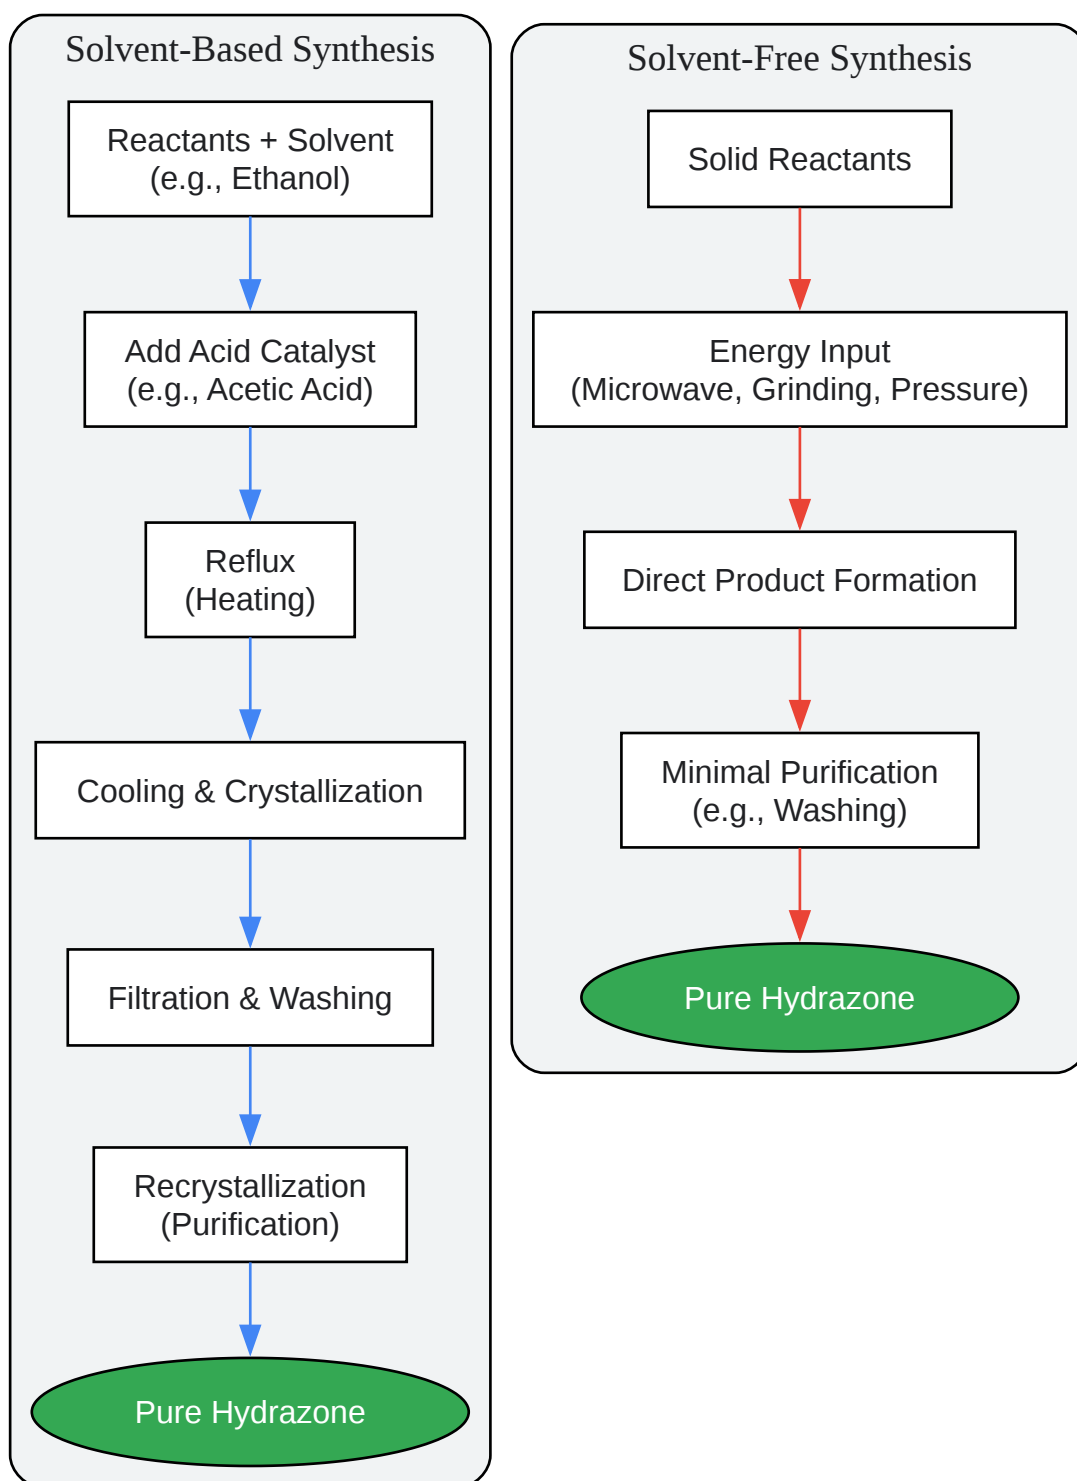 Solvent-Based Synthesis
Reactants + Solvent
(e.g., Ethanol)
Add Acid Catalyst
(e.g., Acetic Acid)
Reflux
(Heating)
Cooling & Crystallization
Filtration & Washing
Recrystallization
(Purification)
Pure Hydrazone
Solvent-Free Synthesis
Solid Reactants
Energy Input
(Microwave, Grinding, Pressure)
Direct Product Formation
Minimal Purification
(e.g., Washing)
Pure Hydrazone